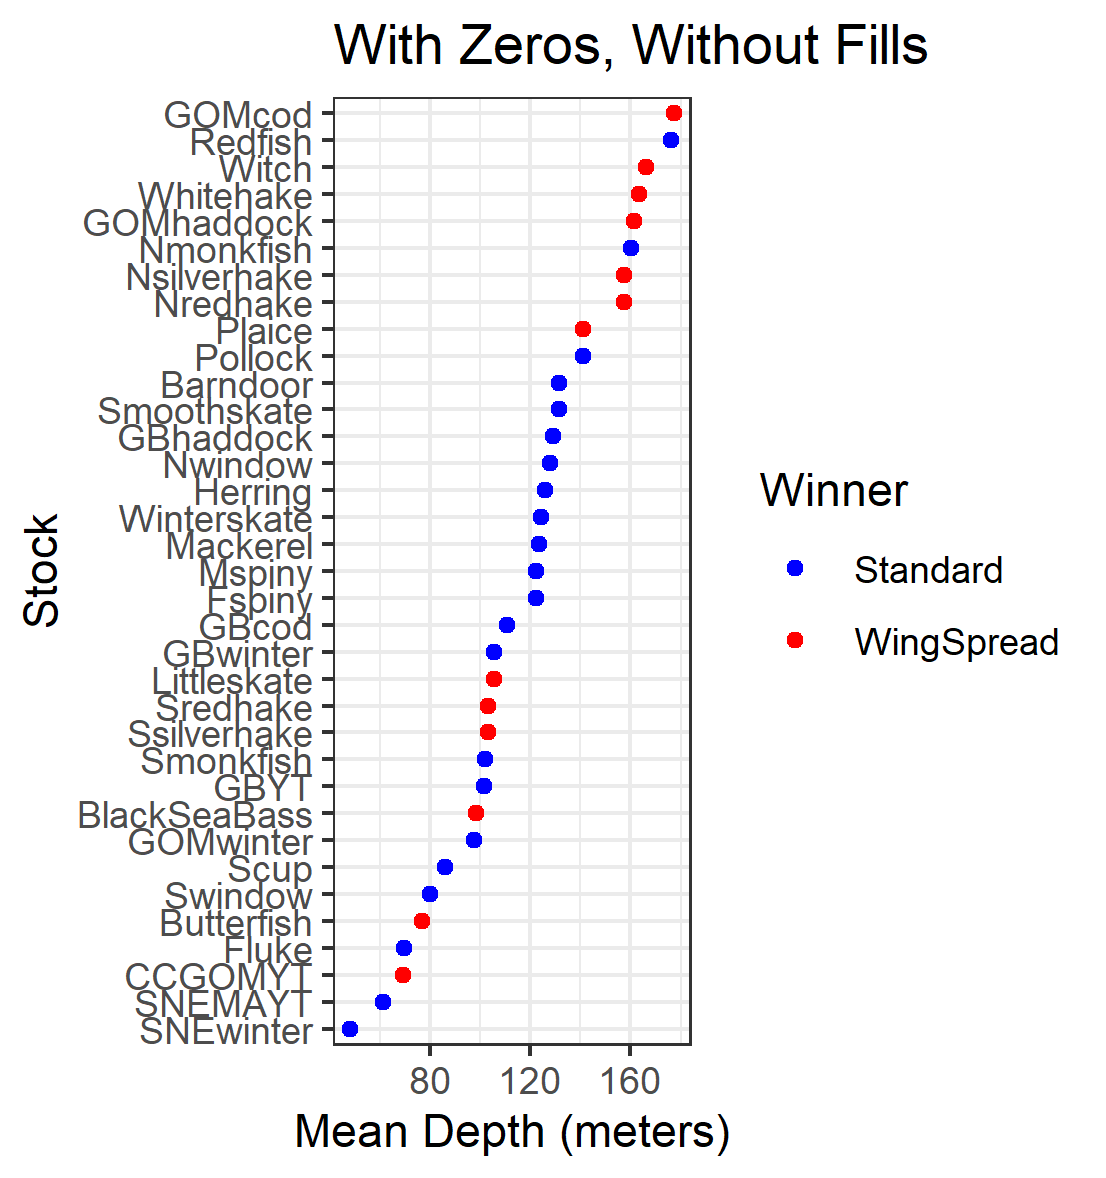 With Zeros, Without Fills
GOMcod
Redfish
Witch
Whitehake
GOMhaddock
Nmonkfish
Nsilverhake
Nredhake
Plaice
Pollock
Barndoor
Smoothskate
GBhaddock
Nwindow
Herring
Winterskate
Mackerel
Mspiny
Fspiny
GBcod
GBwinter
Littleskate
Sredhake
Ssilverhake
Smonkfish
GBYT
BlackSeaBass
GOMwinter
Scup
Swindow
Butterfish
Fluke
CCGOMYT
SNEMAYT
SNEwinter
Stock
80 120 160
Mean Depth (meters)
Winner
Standard
WingSpread